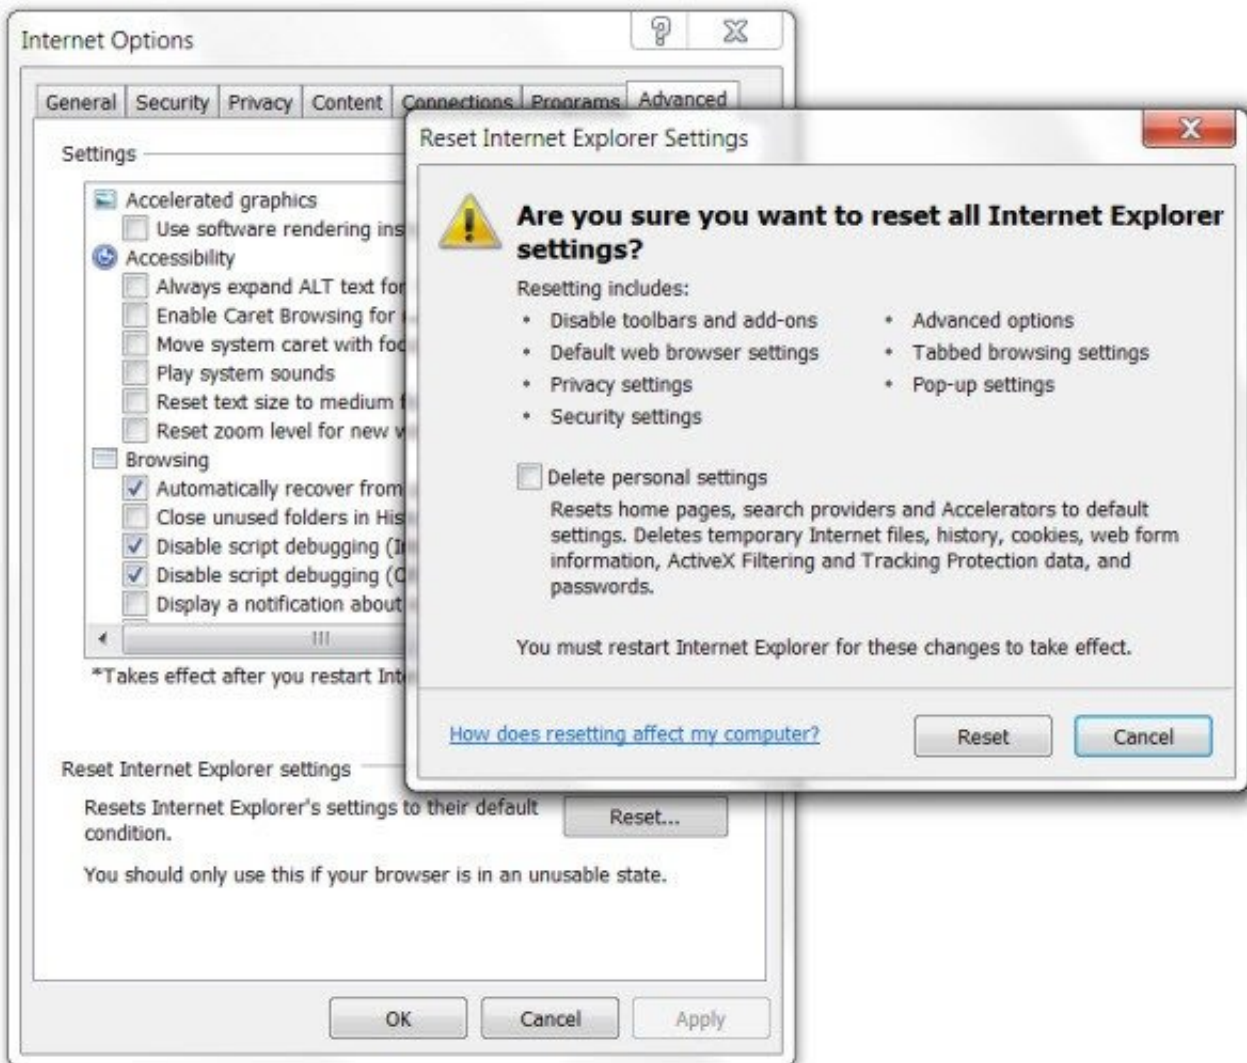 Internet Options
General Security Privacy Content Connections Programs Advanced
Settings
Accelerated graphics
Use software rendering
Accessibility
Always expand ALT text for
Enable Caret Browsing for
Move system caret with
Play system sounds
Reset text size to medium
Reset zoom level for new
Browsing
Automatically recover from
Close unused folders in
Disable script debugging
Disable script debugging
Display a notification about
*Takes effect after you restart
Reset Internet Explorer settings
Resets Internet Explorer's settings to their default
condition.
Reset...
You should only use this if your browser is in an unusable state.
OK Cancel Apply
Reset Internet Explorer Settings
Are you sure you want to reset all Internet Explorer
settings?
Resetting includes:
• Disable toolbars and add-ons
• Default web browser settings
• Privacy settings
• Security settings
• Advanced options
• Tabbed browsing settings
• Pop-up settings
Delete personal settings
Resets home pages, search providers and Accelerators to default
settings. Deletes temporary Internet files, history, cookies, web form
information, ActiveX Filtering and Tracking Protection data, and
passwords.
You must restart Internet Explorer for these changes to take effect.
How does resetting affect my computer?
Reset Cancel